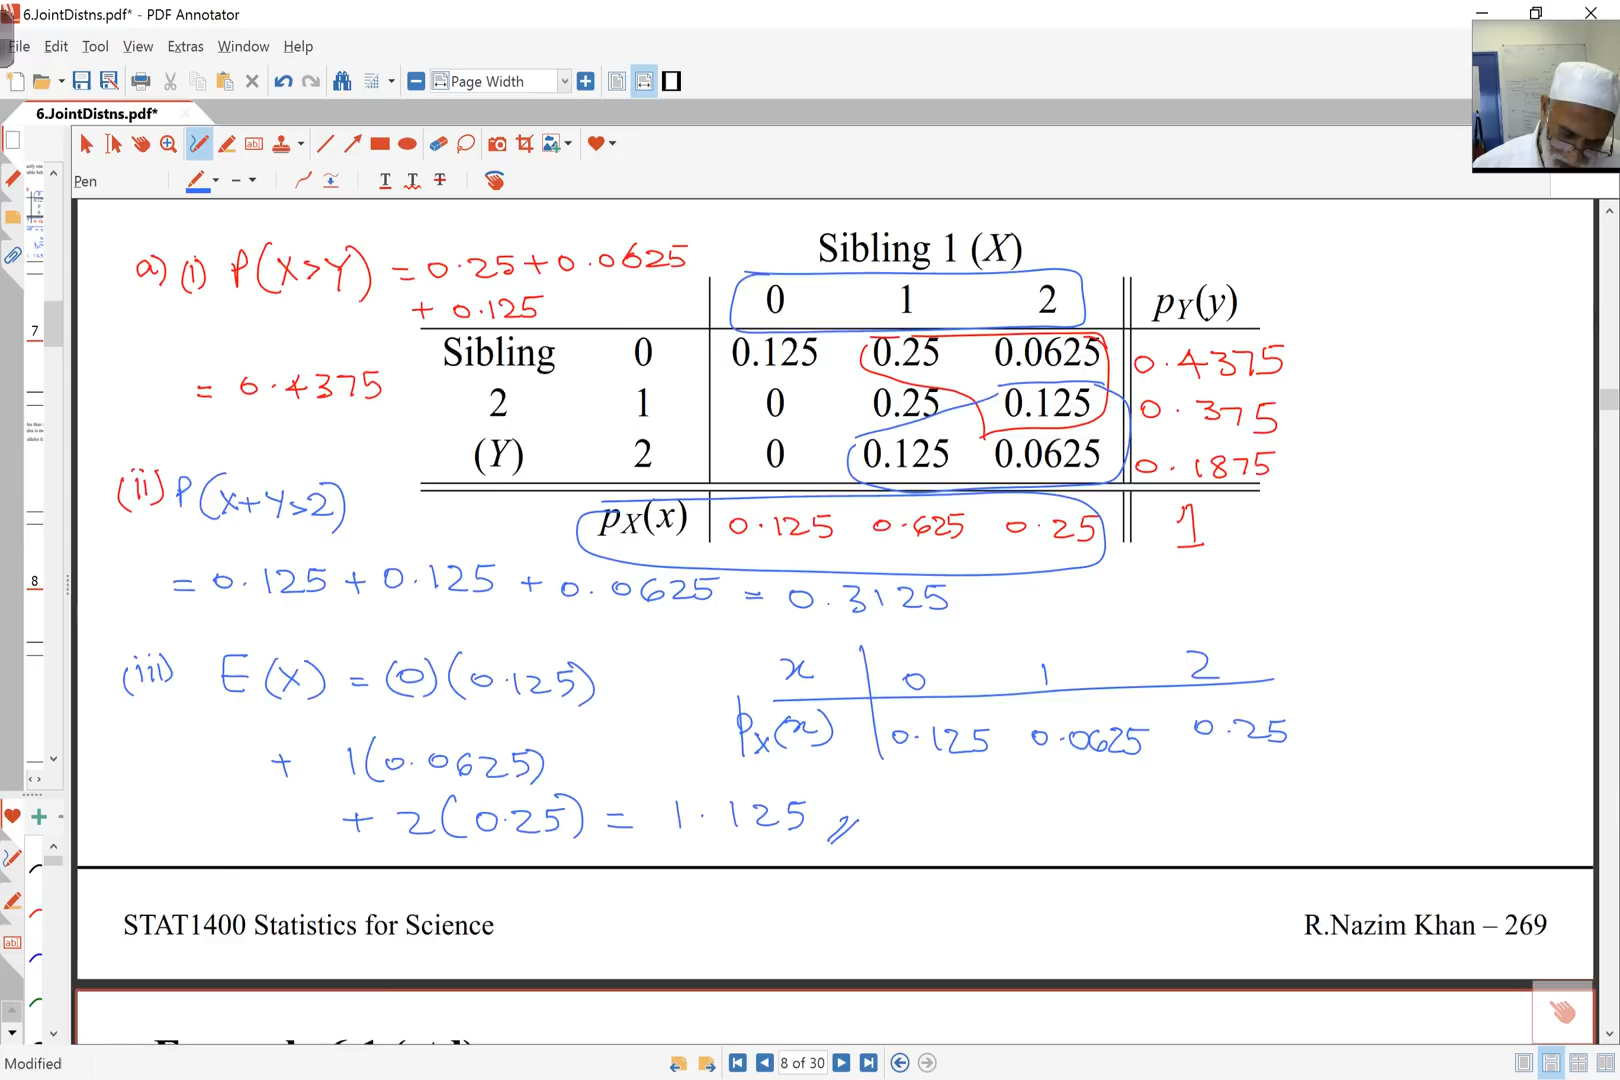 6.JointDistns.pdf* - PDF Annotator
File Edit Tool View Extras Window Help
Page Width
6.JointDistns.pdf*
Pen
7
8
a) (i) P(X>Y) = 0.25+0.0625
+ 0.125
= 0.4375
Sibling 1 (X)
0 1 2 pY(y)
Sibling 0 0.125 0.25 0.0625 0.4375
2 1 0 0.25 0.125 0.375
(Y) 2 0 0.125 0.0625 0.1875
pX(x) 0.125 0.625 0.25 1
(ii) P(X+Y>2)
= 0.125 + 0.125 + 0.0625 = 0.3125
(iii) E(X) = (0)(0.125)
+ 1(0.0625)
+ 2(0.25) = 1.125
x 0 1 2
pX(x) 0.125 0.0625 0.25
STAT1400 Statistics for Science
R.Nazim Khan – 269
Modified
8 of 30